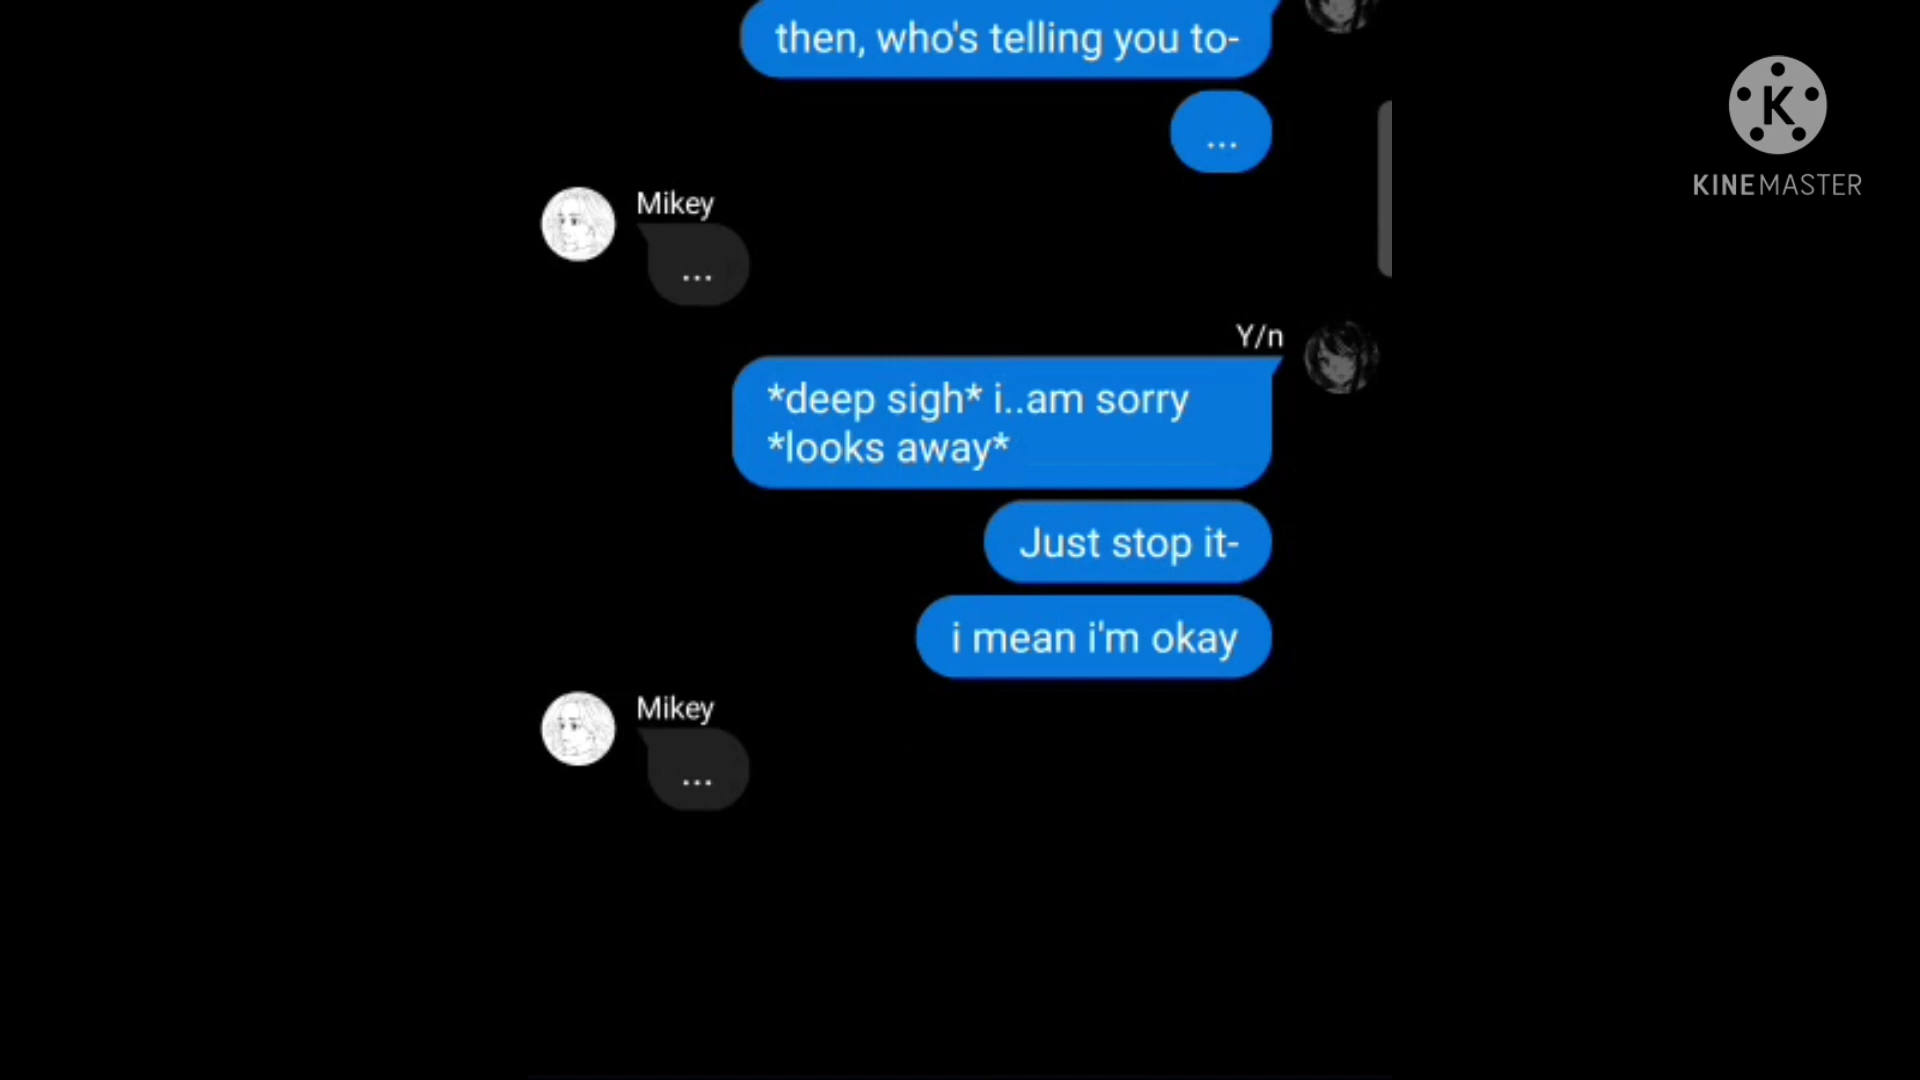 then, who's telling you to-
...
Mikey
...
Y/n
*deep sigh* i..am sorry
*looks away*
Just stop it-
i mean i'm okay
Mikey
...
K
KINEMASTER